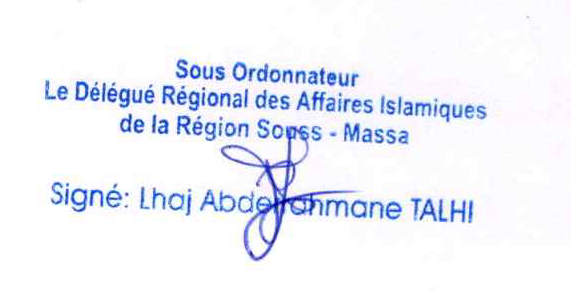 Sous Ordonnateur
Le Délégué Régional des Affaires Islamiques
de la Région Souss - Massa
Signé: Lhaj Abderrahmane TALHI